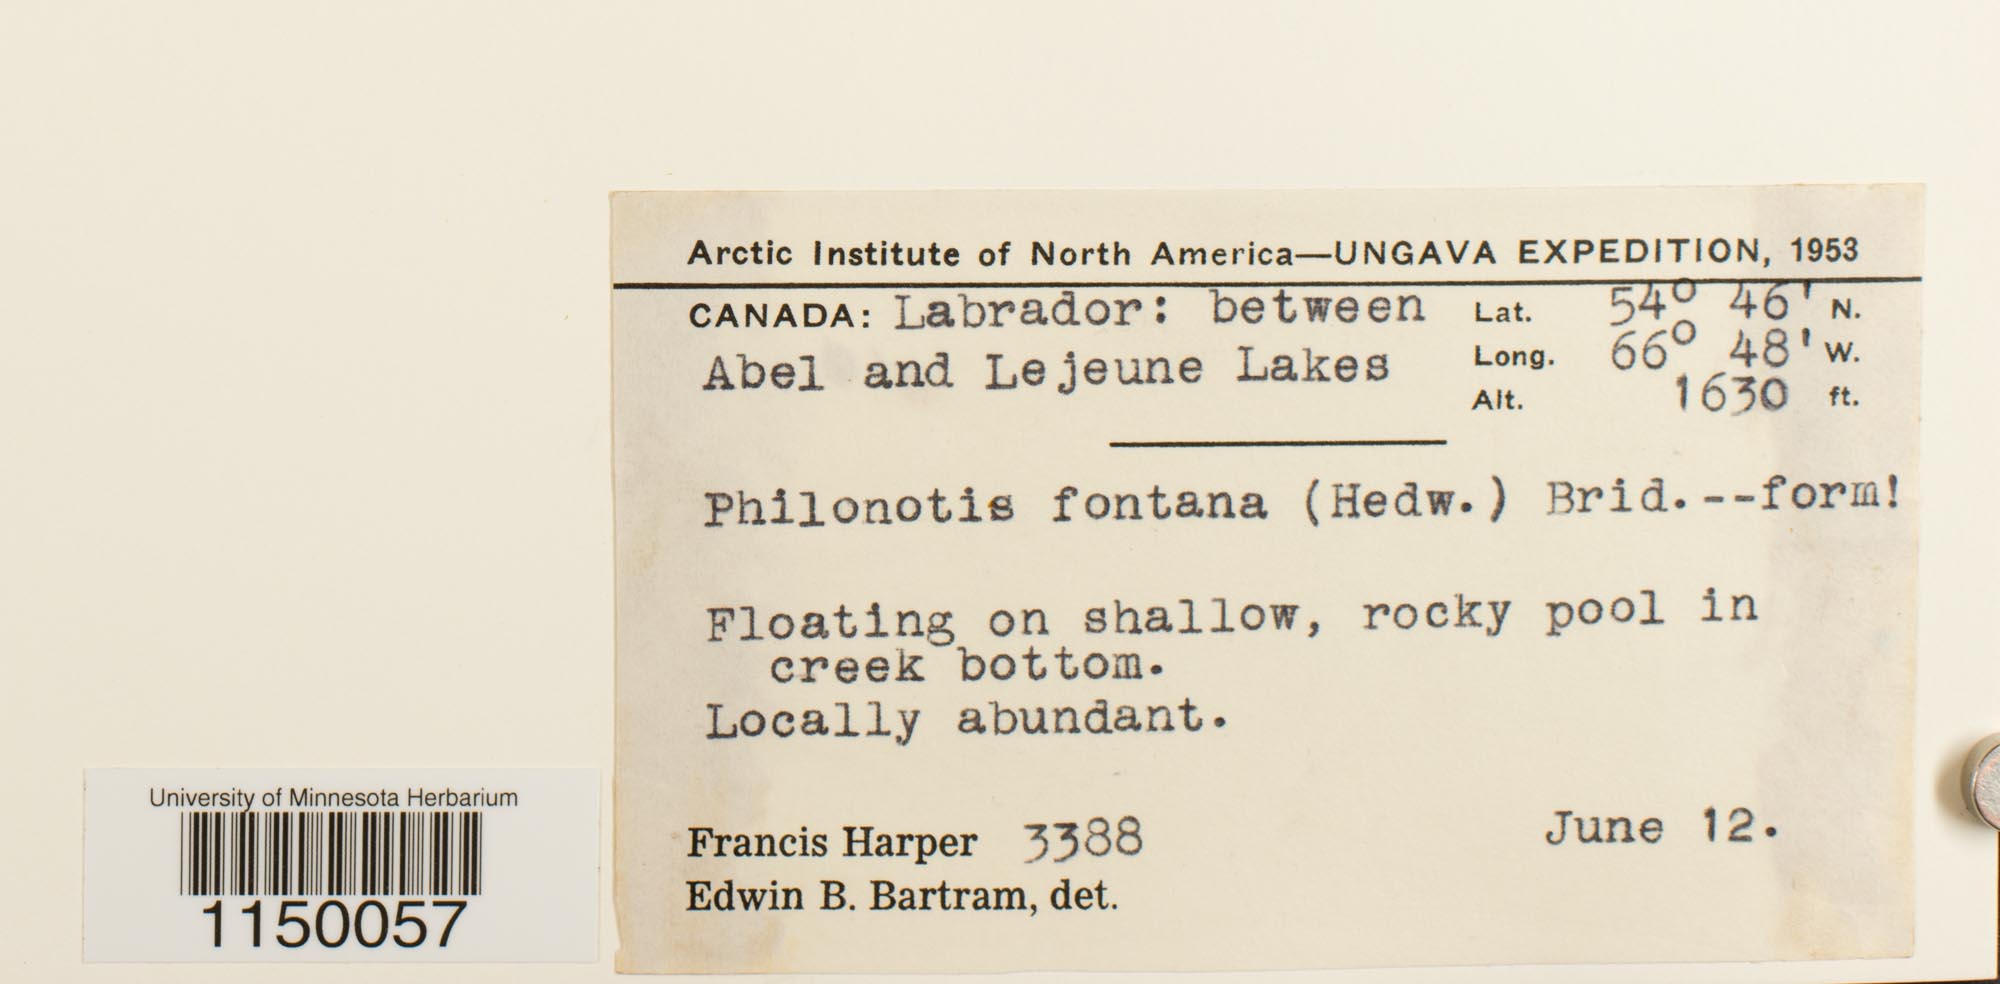 Arctic Institute of North America—UNGAVA EXPEDITION, 1953
CANADA: Labrador: between
Abel and Lejeune Lakes
Lat. 54° 46' N.
Long. 66° 48' W.
Alt. 1630 ft.
Philonotis fontana (Hedw.) Brid.--form!
Floating on shallow, rocky pool in
creek bottom.
Locally abundant.
Francis Harper 3388 June 12.
Edwin B. Bartram, det.
University of Minnesota Herbarium
1150057